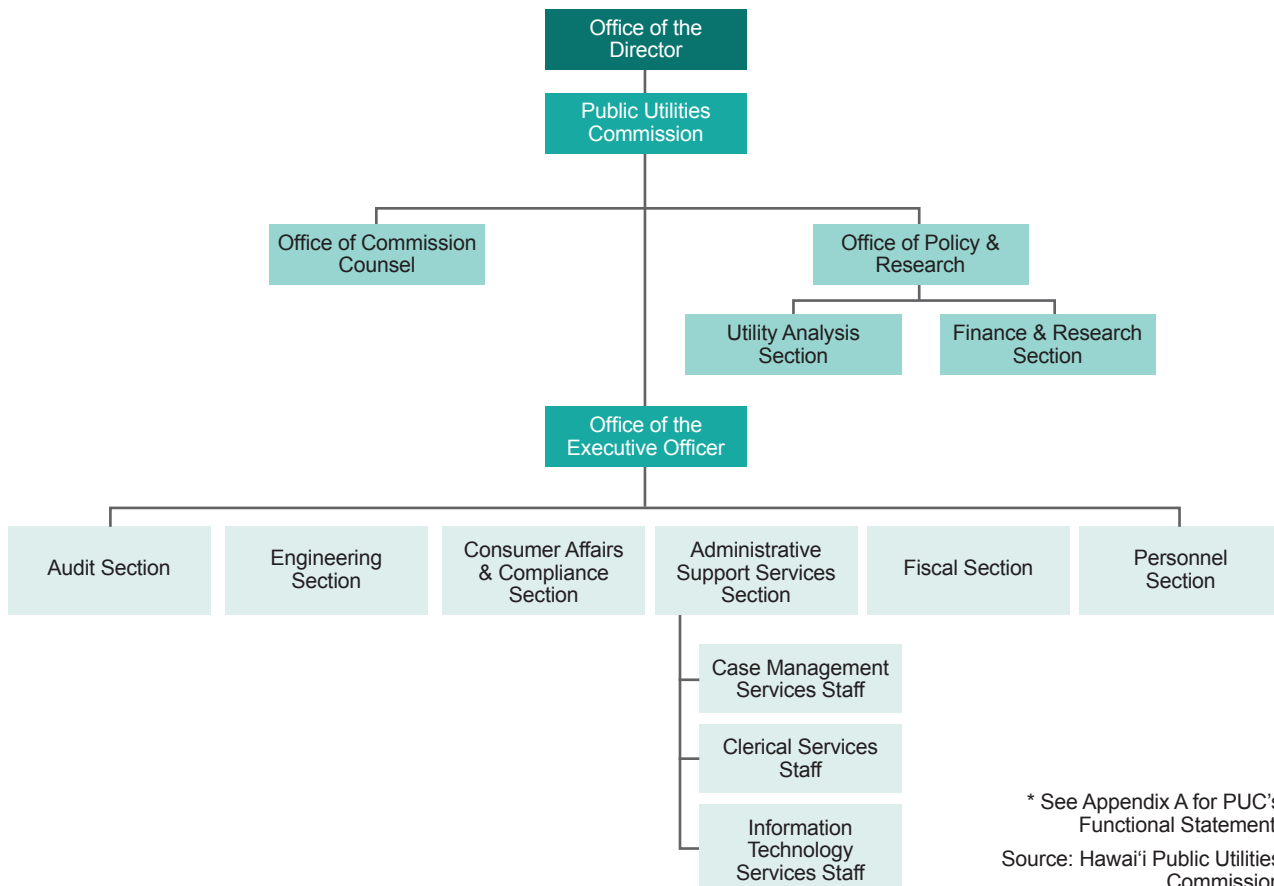 Office of the
Director
Public Utilities
Commission
Office of Commission
Counsel
Office of Policy &
Research
Utility Analysis
Section
Finance & Research
Section
Office of the
Executive Officer
Audit Section
Engineering
Section
Consumer Affairs
& Compliance
Section
Administrative
Support Services
Section
Fiscal Section
Personnel
Section
Case Management
Services Staff
Clerical Services
Staff
Information
Technology
Services Staff
* See Appendix A for PUC’s
Functional Statement
Source: Hawai‘i Public Utilities
Commission